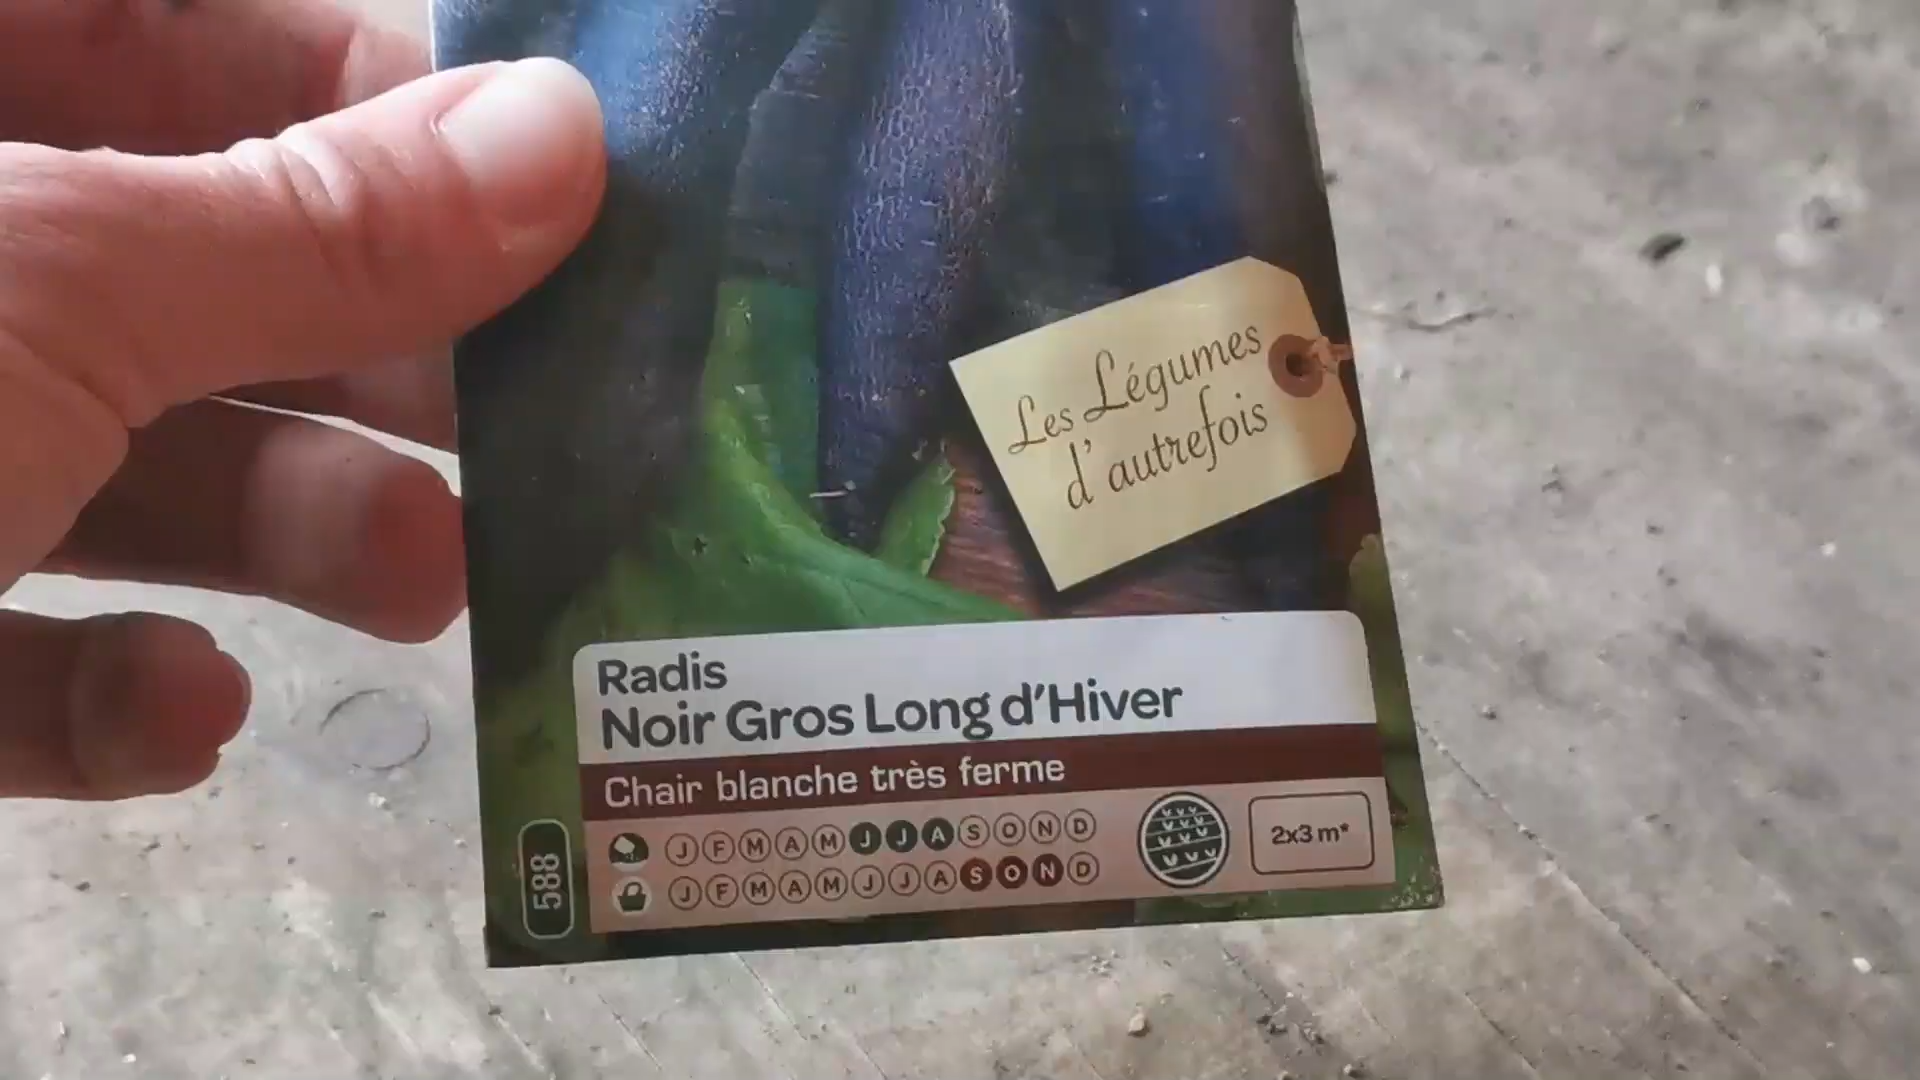 Les Légumes
d'autrefois
Radis
Noir Gros Long d'Hiver
Chair blanche très ferme
J F M A M J J A S O N D
J F M A M J J A S O N D
2x3 m*
588